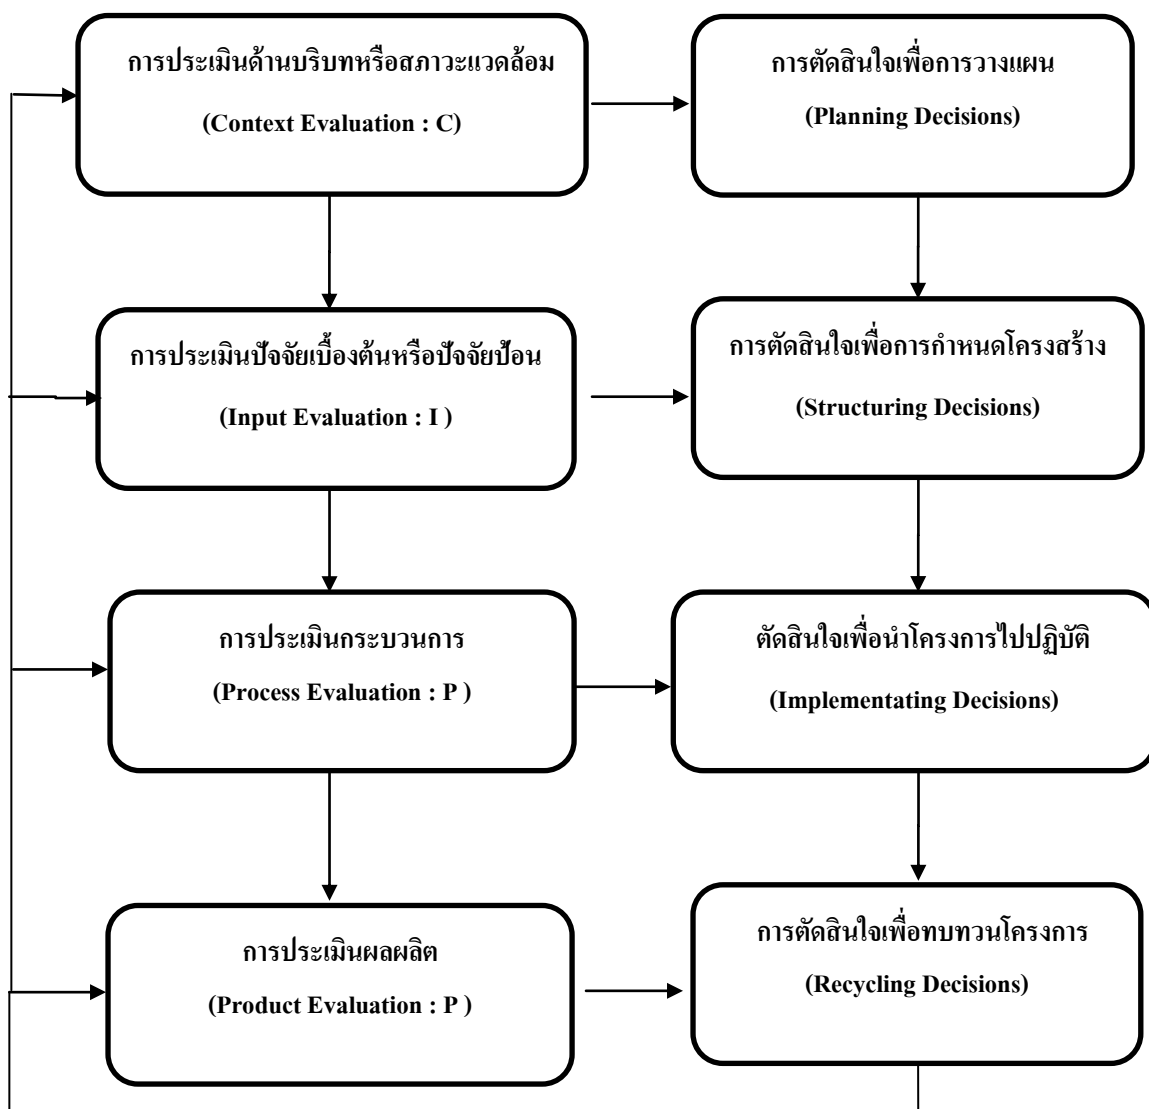 การประเมินด้านบริบทหรือสภาวะแวดล้อม
(Context Evaluation : C)
การตัดสินใจเพื่อการวางแผน
(Planning Decisions)
การประเมินปัจจัยเบื้องต้นหรือปัจจัยป้อน
(Input Evaluation : I )
การตัดสินใจเพื่อการกำหนดโครงสร้าง
(Structuring Decisions)
การประเมินกระบวนการ
(Process Evaluation : P )
ตัดสินใจเพื่อนำโครงการไปปฏิบัติ
(Implementating Decisions)
การประเมินผลผลิต
(Product Evaluation : P )
การตัดสินใจเพื่อทบทวนโครงการ
(Recycling Decisions)